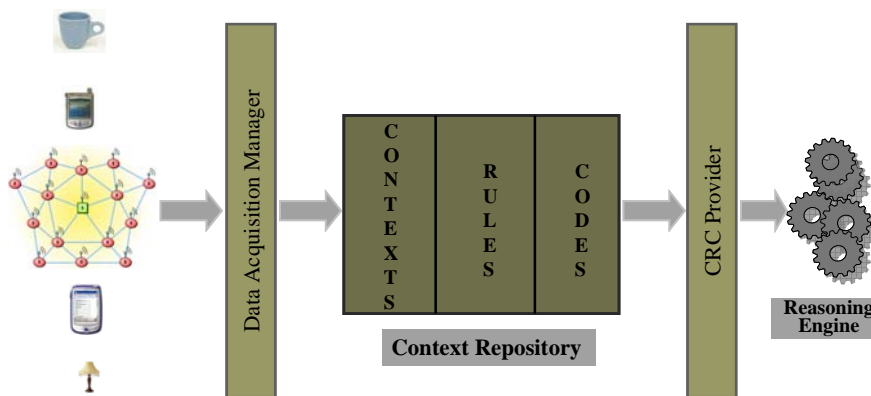 Data Acquisition Manager
CONTEXTS
RULES
CODES
Context Repository
CRC Provider
Reasoning
Engine